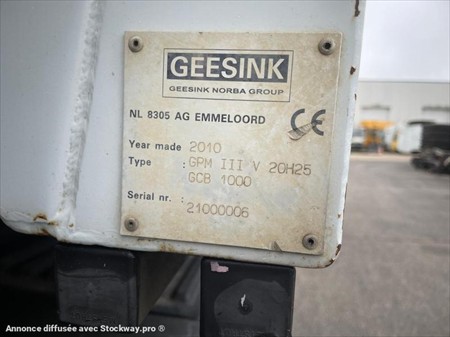 GEESINK
GEESINK NORBA GROUP
NL 8305 AG EMMELOORD
CE
Year made 2010
Type : GPM III V 20H25
GCB 1000
Serial nr. : 21000006
Annonce diffusée avec Stockway.pro ®